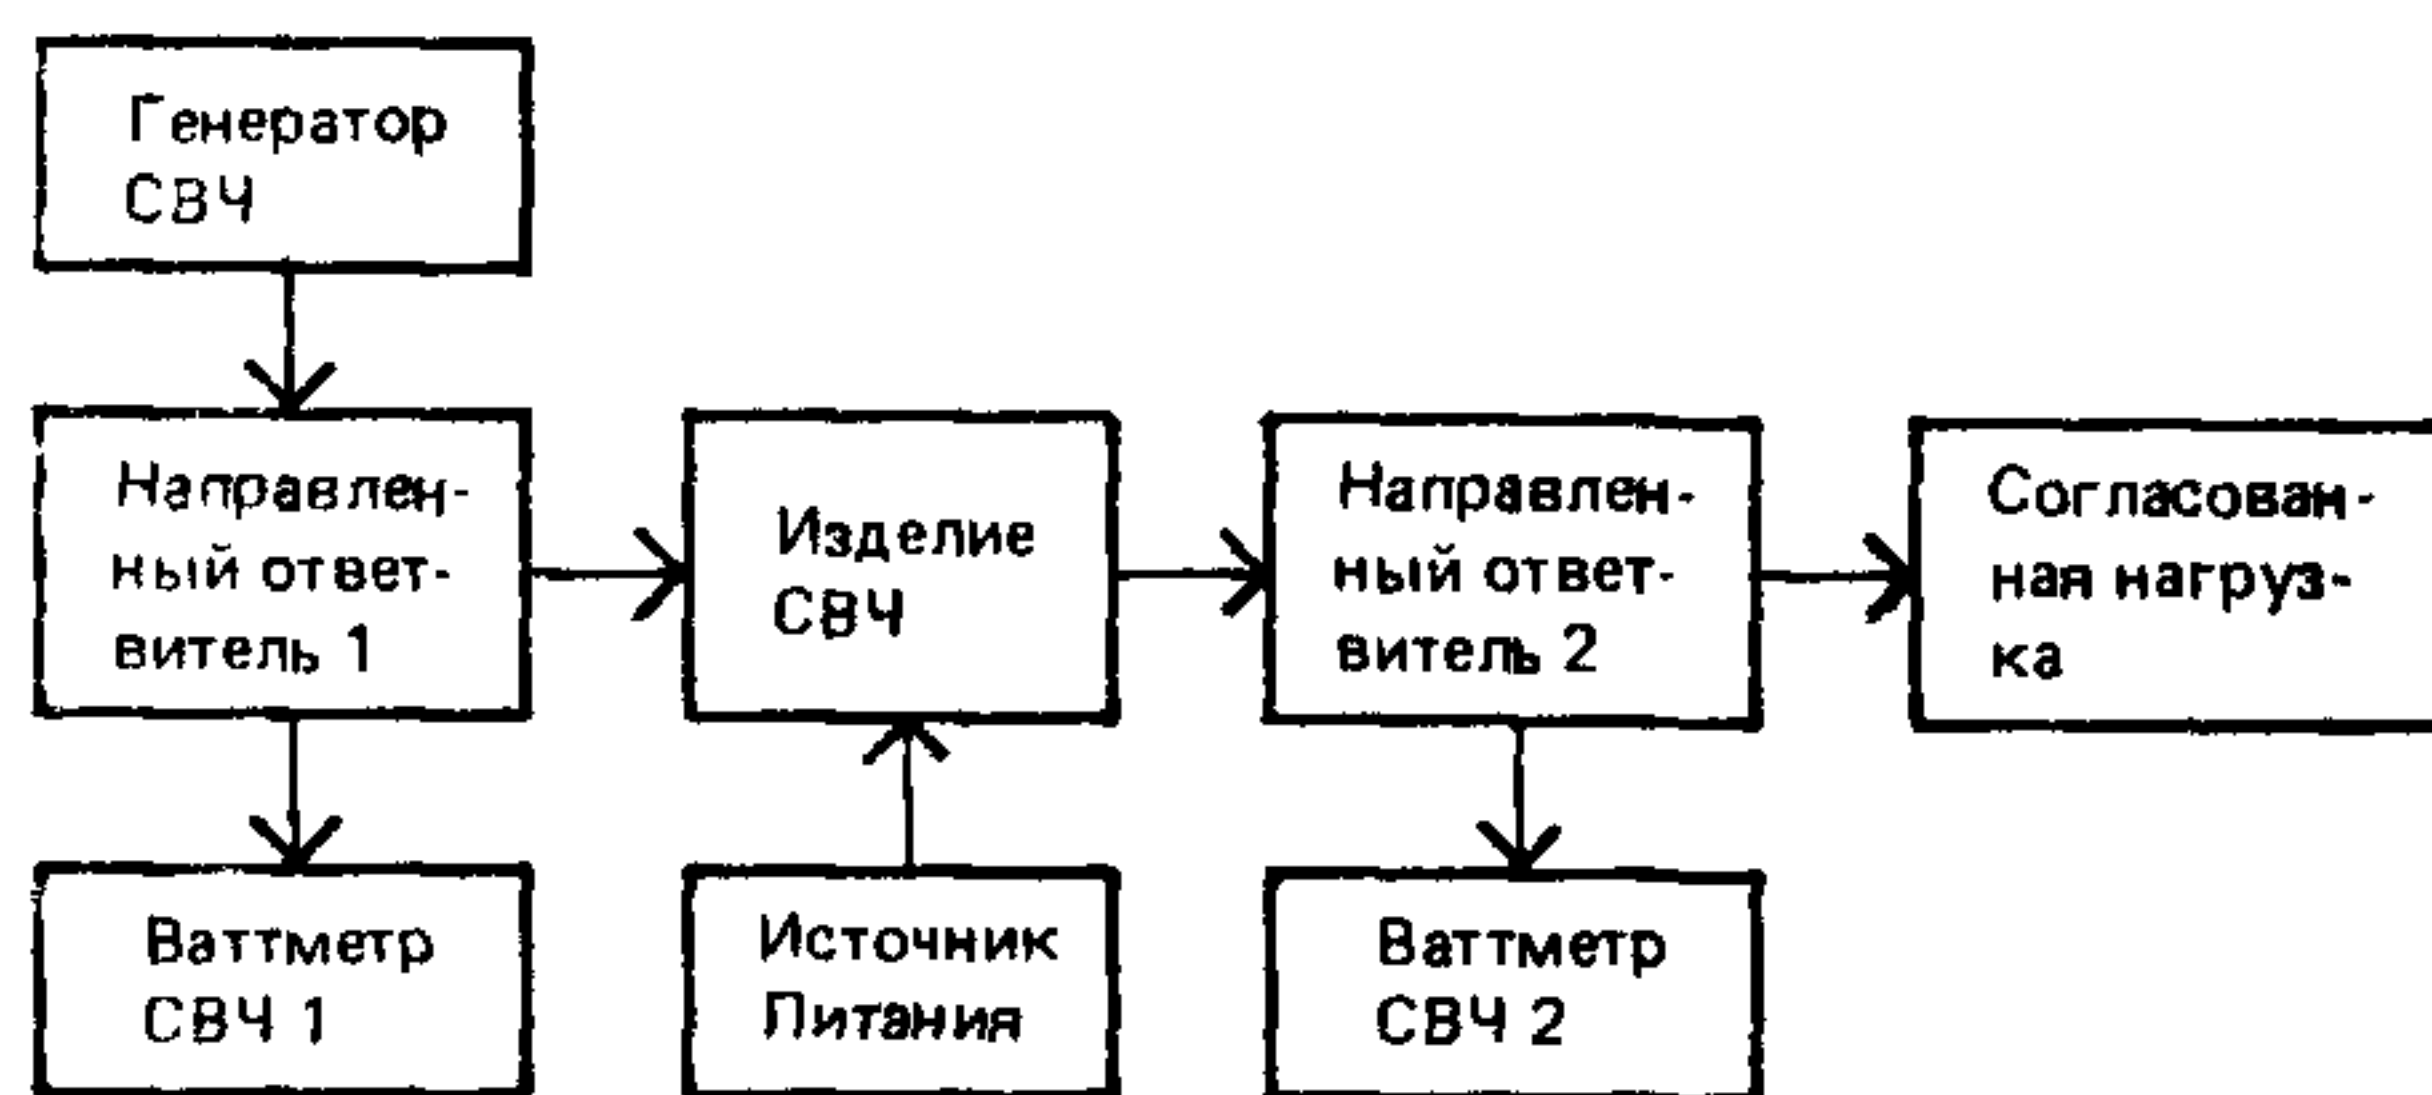 Генератор
СВЧ
Направлен-
ный ответ-
витель 1
Изделие
СВЧ
Направлен-
ный ответ-
витель 2
Согласован-
ная нагруз-
ка
Ваттметр
СВЧ 1
Источник
Питания
Ваттметр
СВЧ 2